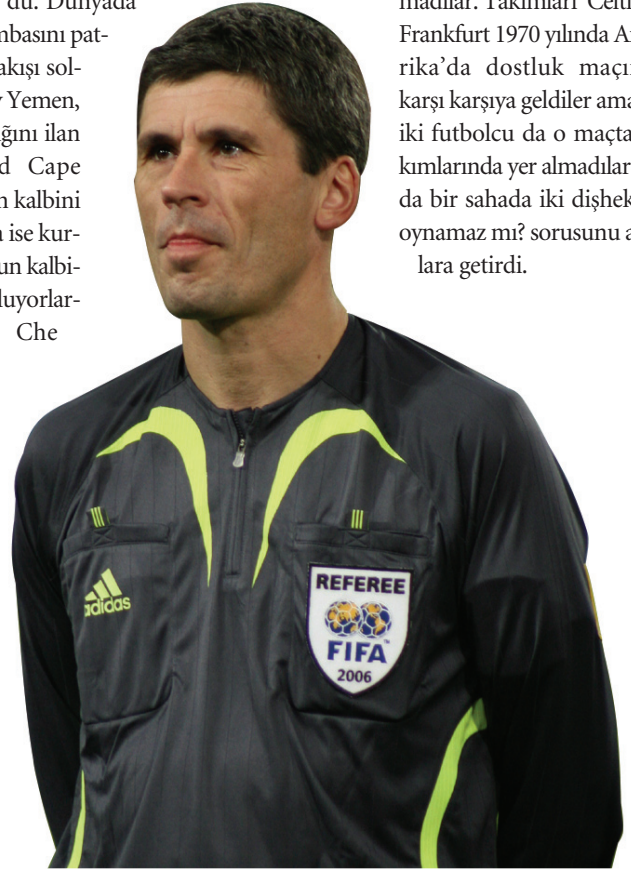 du. Dünyada
mbasını pat-
akışı sol-
Yemen,
ğını ilan
d Cape
kalbini
ise kur-
un kalbi-
luyorlar-
Che
madılar. Takımları Celti
Frankfurt 1970 yılında A
rika’da dostluk maçı
karşı karşıya geldiler ama
iki futbolcu da o maçta
kımlarında yer almadılar
da bir sahada iki dişhek
oynamaz mı? sorusunu a
lara getirdi.
adidas
REFEREE
FIFA
2006